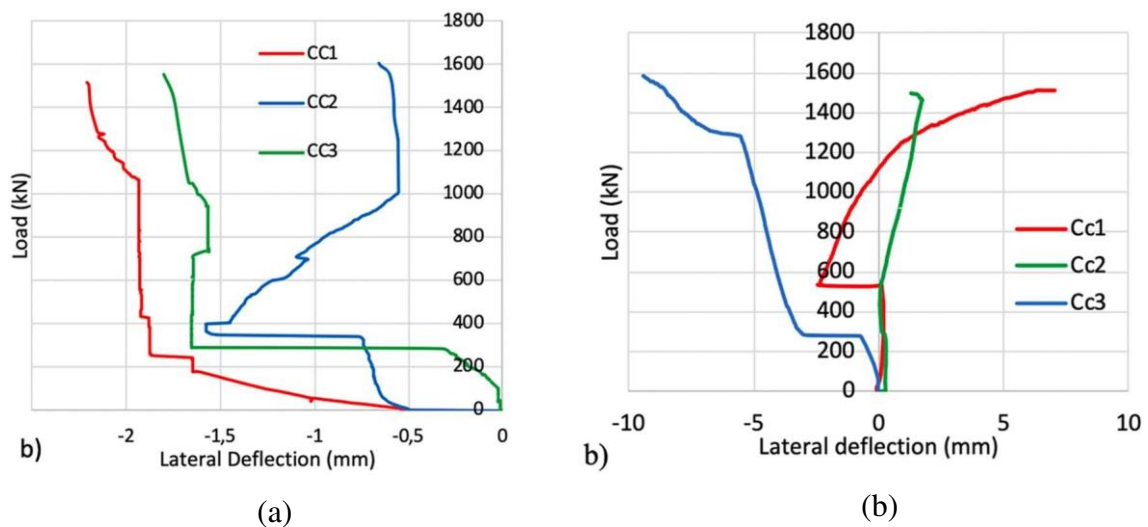 1800
1600
1400
1200
1000
800
600
400
200
0
Load (kN)
CC1
CC2
CC3
-2
-1,5
-1
-0,5
0
b)
Lateral Deflection (mm)
(a)
1800
1600
1400
1200
1000
800
600
400
200
0
Load (kN)
Cc1
Cc2
Cc3
-10
-5
0
5
10
b)
Lateral deflection (mm)
(b)